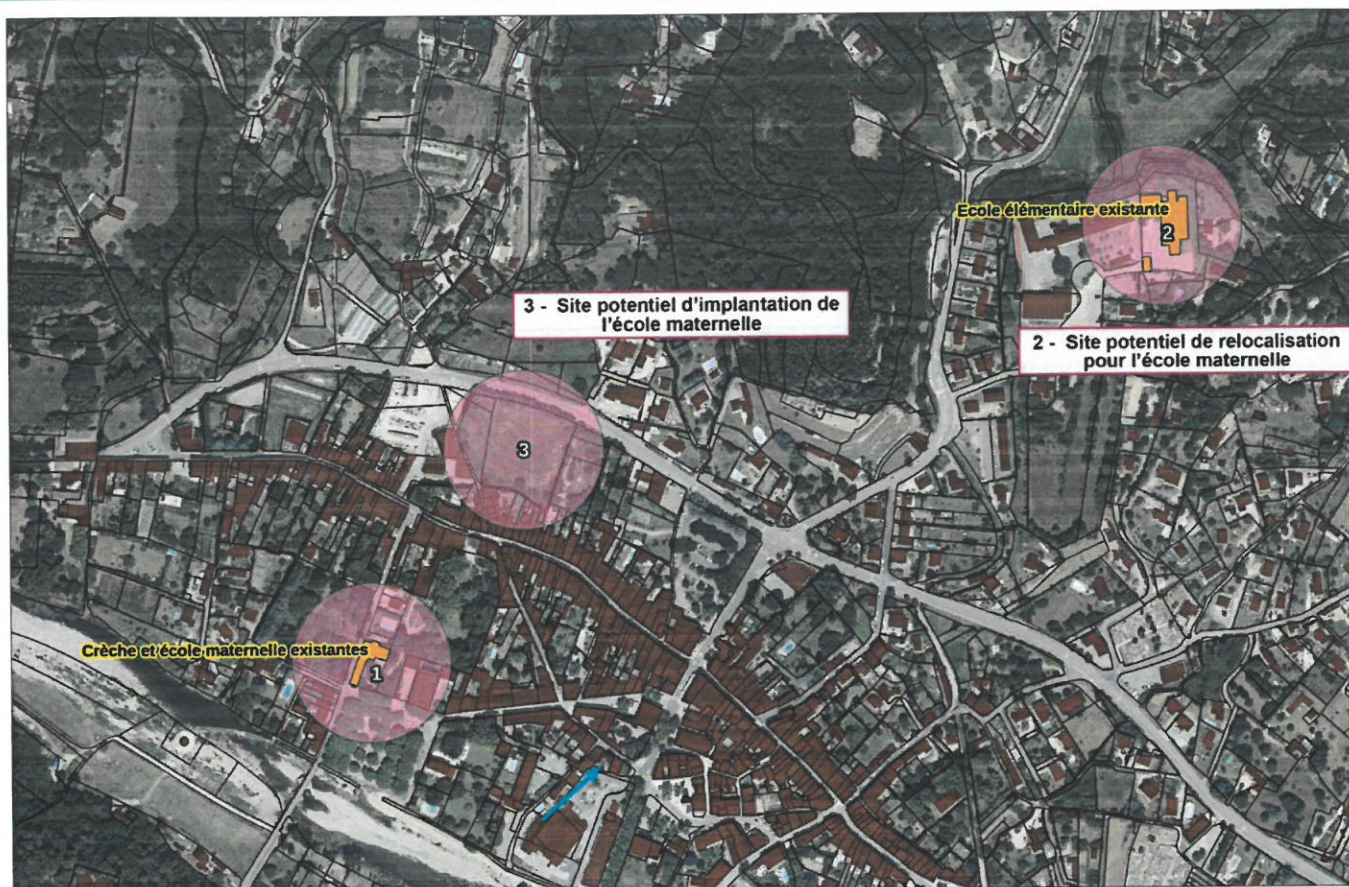 Ecole élémentaire existante
2
3 - Site potentiel d'implantation de
l'école maternelle
2 - Site potentiel de relocalisation
pour l'école maternelle
3
Crèche et école maternelle existantes
1